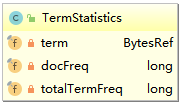 C TermStatistics
f term BytesRef
f docFreq long
f totalTermFreq long